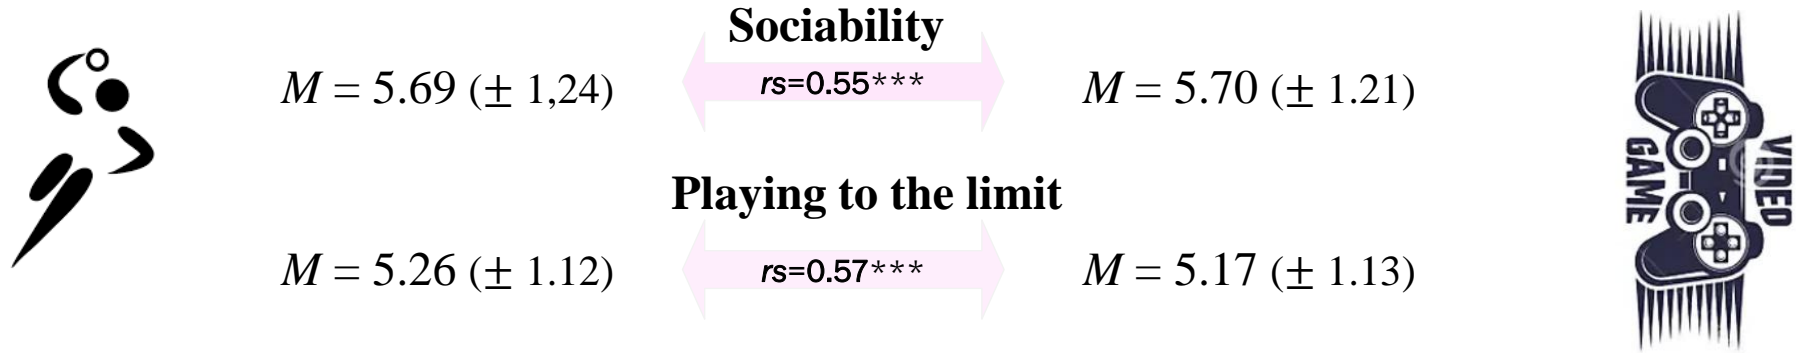 Sociability
M = 5.69 (± 1,24)
rs=0.55***
M = 5.70 (± 1.21)
Playing to the limit
M = 5.26 (± 1.12)
rs=0.57***
M = 5.17 (± 1.13)
VIDEO
GAME